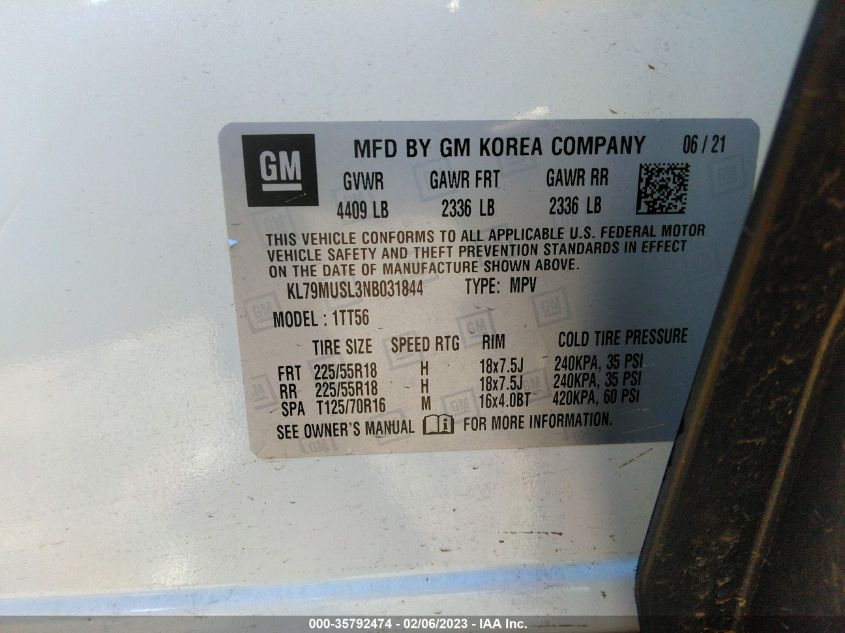 GM
MFD BY GM KOREA COMPANY 06 / 21
GVWR GAWR FRT GAWR RR
4409 LB 2336 LB 2336 LB
THIS VEHICLE CONFORMS TO ALL APPLICABLE U.S. FEDERAL MOTOR
VEHICLE SAFETY AND THEFT PREVENTION STANDARDS IN EFFECT
ON THE DATE OF MANUFACTURE SHOWN ABOVE.
KL79MUSL3NB031844 TYPE: MPV
MODEL : 1TT56
TIRE SIZE SPEED RTG RIM COLD TIRE PRESSURE
FRT 225/55R18 H 18x7.5J 240KPA, 35 PSI
RR 225/55R18 H 18x7.5J 240KPA, 35 PSI
SPA T125/70R16 M 16x4.0BT 420KPA, 60 PSI
SEE OWNER'S MANUAL FOR MORE INFORMATION.
000-35792474 - 02/06/2023 - IAA Inc.